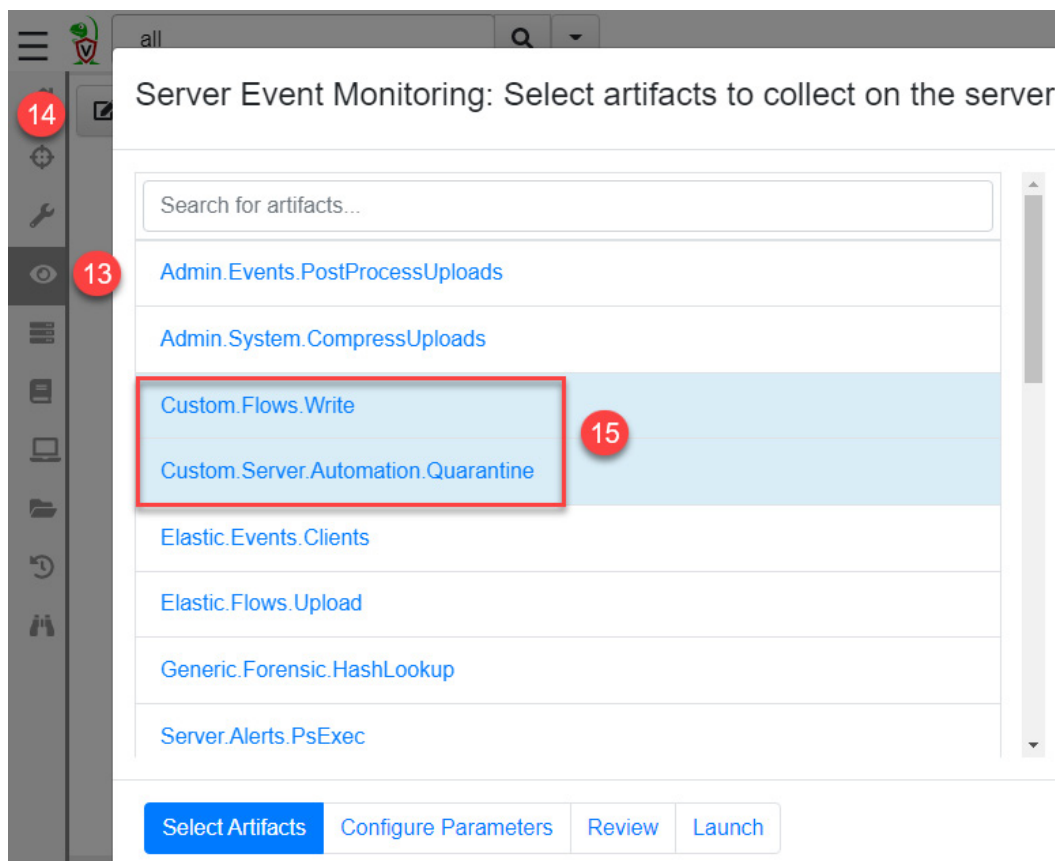 all
14
Server Event Monitoring: Select artifacts to collect on the server
Search for artifacts...
13
Admin.Events.PostProcessUploads
Admin.System.CompressUploads
Custom.Flows.Write
15
Custom.Server.Automation.Quarantine
Elastic.Events.Clients
Elastic.Flows.Upload
Generic.Forensic.HashLookup
Server.Alerts.PsExec
Select Artifacts Configure Parameters Review Launch